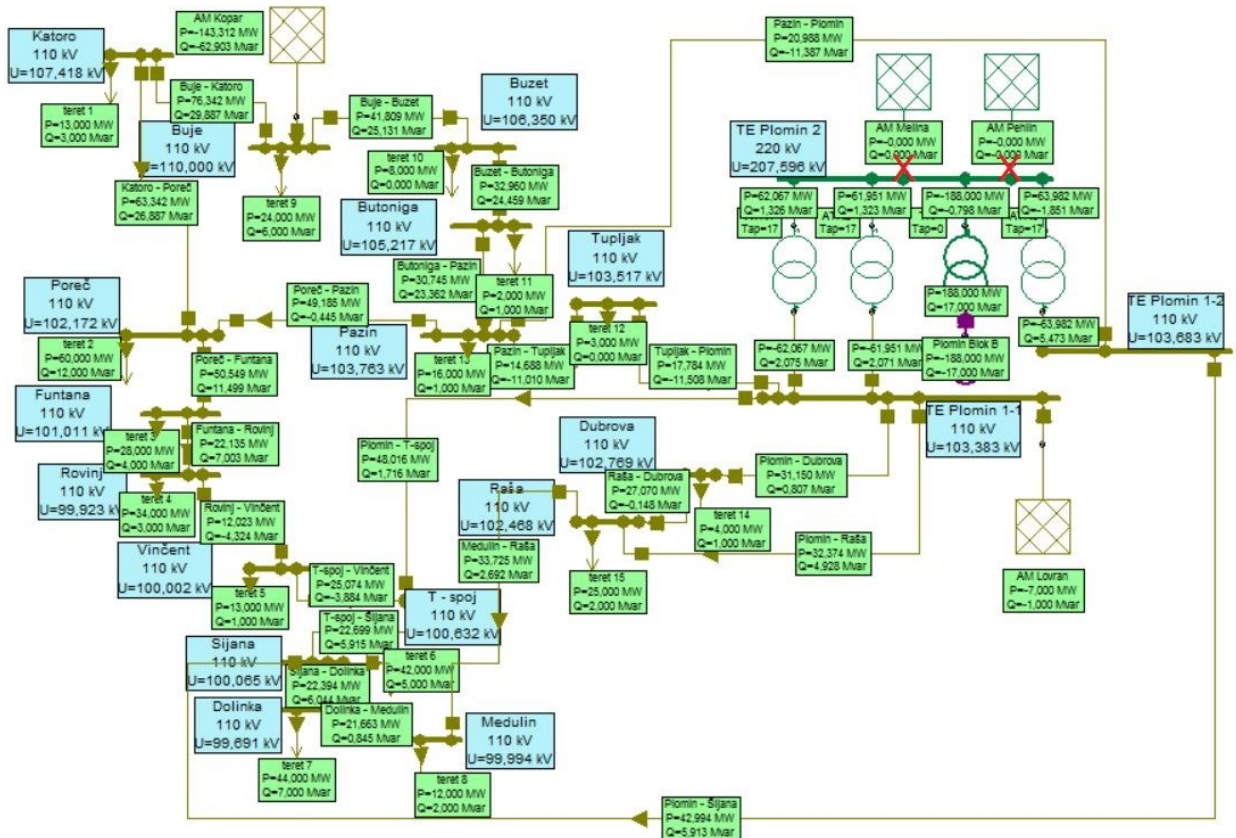 AM Kopar
P=-143,312 MW
Q=-62,903 Mvar
Katoro
110 kV
U=107,418 kV
Pazin - Plomin
P=20,988 MW
Q=-11,387 Mvar
Buje - Katoro
P=76,342 MW
Q=29,887 Mvar
Buje - Buzet
P=41,809 MW
Q=25,131 Mvar
Buzet
110 kV
U=106,350 kV
teret 1
P=13,000 MW
Q=3,000 Mvar
Buje
110 kV
U=110,000 kV
TE Plomin 2
220 kV
U=207,596 kV
AM Melina
P=-0,000 MW
Q=0,000 Mvar
AM Pehlin
P=-0,000 MW
teret 10
P=8,000 MW
Q=0,000 Mvar
Buzet - Butoniga
P=32,960 MW
Q=24,459 Mvar
Katoro - Poreč
P=63,342 MW
Q=26,887 Mvar
teret 9
P=24,000 MW
Q=6,000 Mvar
Butoniga
110 kV
U=105,217 kV
P=62,067 MW
Q=1,326 Mvar
P=61,951 MW
Q=1,323 Mvar
P=-188,000 MW
Q=-0,798 Mvar
P=63,982 MW
Q=-1,851 Mvar
Tap=17
Tap=17
Tap=0
Tap=17
Tupljak
110 kV
U=103,517 kV
Butoniga - Pazin
P=30,745 MW
Q=23,362 Mvar
teret 11
P=2,000 MW
Q=1,000 Mvar
Poreč
110 kV
U=102,172 kV
Poreč - Pazin
P=49,185 MW
Q=-0,445 Mvar
P=188,000 MW
Q=17,000 Mvar
TE Plomin 1-2
110 kV
U=103,683 kV
Pazin
110 kV
U=103,763 kV
teret 12
P=3,000 MW
Q=0,000 Mvar
P=-63,982 MW
Q=5,473 Mvar
teret 2
P=60,000 MW
Q=12,000 Mvar
Poreč - Funtana
P=50,549 MW
Q=11,499 Mvar
teret 13
P=16,000 MW
Q=1,000 Mvar
Pazin - Tupljak
P=14,688 MW
Q=-11,010 Mvar
Tupljak - Plomin
P=17,784 MW
Q=-11,508 Mvar
P=-62,067 MW
Q=2,075 Mvar
P=-61,951 MW
Q=2,071 Mvar
Plomin Blok B
P=-188,000 MW
Q=-17,000 Mvar
Funtana
110 kV
U=101,011 kV
teret 3
P=28,000 MW
Q=4,000 Mvar
Funtana - Rovinj
P=22,135 MW
Q=7,003 Mvar
Plomin - T-spoj
P=48,016 MW
Q=1,716 Mvar
Dubrova
110 kV
U=102,769 kV
TE Plomin 1-1
110 kV
U=103,383 kV
Plomin - Dubrova
P=31,150 MW
Q=0,807 Mvar
Rovinj
110 kV
U=99,923 kV
teret 4
P=34,000 MW
Q=3,000 Mvar
Rovinj - Vinčent
P=12,023 MW
Q=-4,324 Mvar
Raša
110 kV
U=102,468 kV
Raša - Dubrova
P=27,070 MW
Q=-0,148 Mvar
teret 14
P=4,000 MW
Q=1,000 Mvar
Plomin - Raša
P=32,374 MW
Q=4,928 Mvar
Vinčent
110 kV
U=100,002 kV
Medulin - Raša
P=33,725 MW
Q=2,692 Mvar
teret 5
P=13,000 MW
Q=1,000 Mvar
T-spoj - Vinčent
P=25,074 MW
Q=-3,884 Mvar
teret 15
P=25,000 MW
Q=2,000 Mvar
AM Lovran
P=-7,000 MW
Q=-1,000 Mvar
T - spoj
110 kV
U=100,632 kV
T-spoj - Šijana
P=22,699 MW
Q=5,915 Mvar
Šijana
110 kV
U=100,065 kV
teret 6
P=42,000 MW
Q=5,000 Mvar
Šijana - Dolinka
P=22,394 MW
Q=6,044 Mvar
Dolinka
110 kV
U=99,691 kV
Dolinka - Medulin
P=21,663 MW
Q=0,845 Mvar
Medulin
110 kV
U=99,994 kV
teret 7
P=44,000 MW
Q=7,000 Mvar
teret 8
P=12,000 MW
Q=2,000 Mvar
Plomin - Šijana
P=42,994 MW
Q=5,913 Mvar